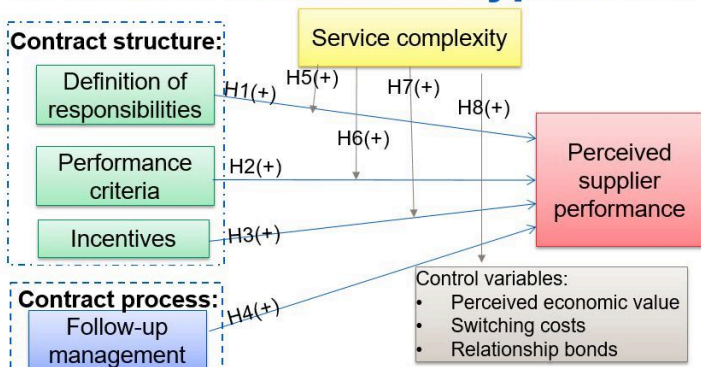 Contract structure:
Definition of
responsibilities
Performance
criteria
Incentives
Contract process:
Follow-up
management
Service complexity
H1(+)
H2(+)
H3(+)
H4(+)
H5(+)
H6(+)
H7(+)
H8(+)
Perceived
supplier
performance
Control variables:
• Perceived economic value
• Switching costs
• Relationship bonds